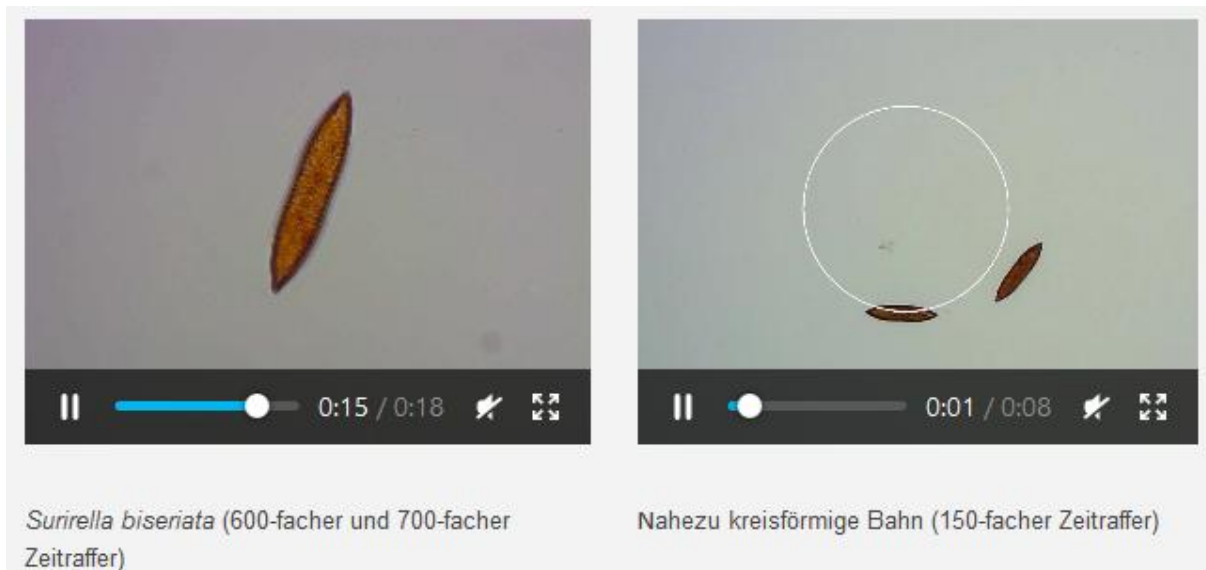 0:15 / 0:18
0:01 / 0:08
Surirella biseriata (600-facher und 700-facher
Zeitraffer)
Nahezu kreisförmige Bahn (150-facher Zeitraffer)